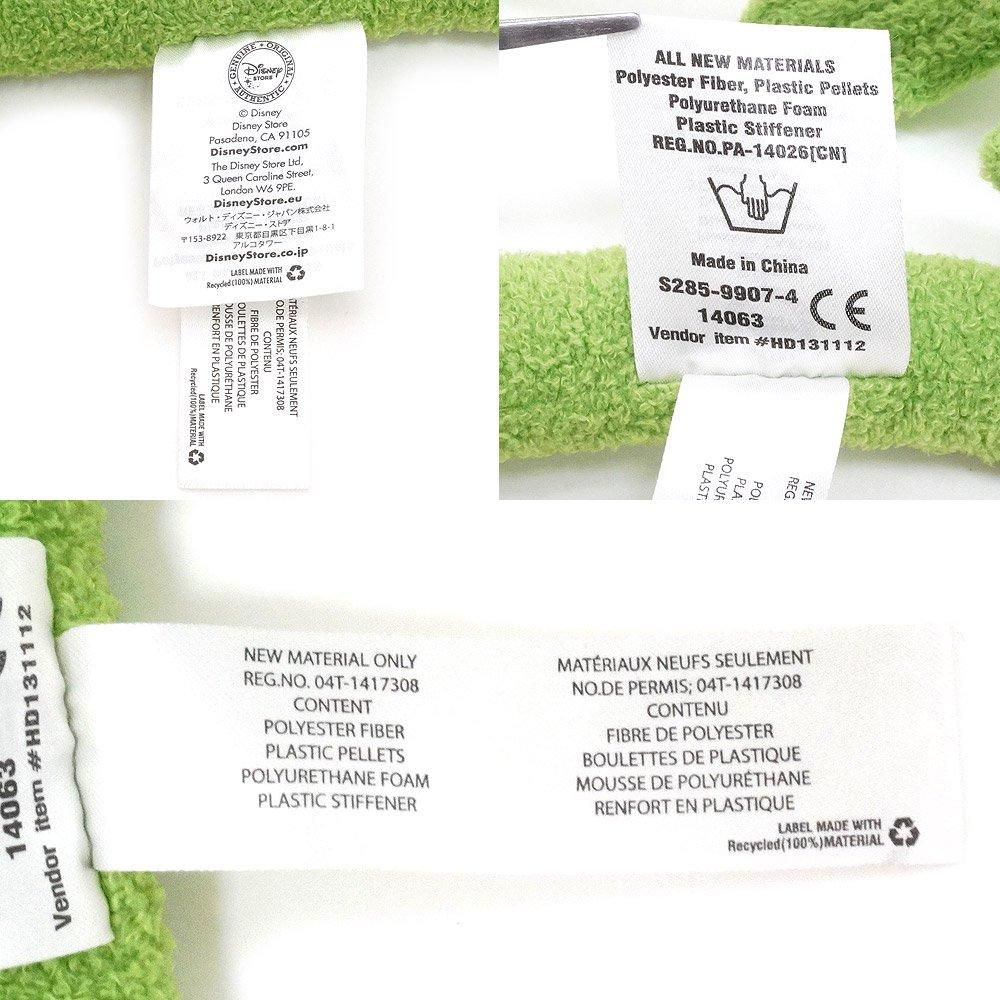 GENUINE • ORIGINAL
Disney
STORE
AUTHENTIC
© Disney
Disney Store
Pasadena, CA 91105
DisneyStore.com
The Disney Store Ltd,
3 Queen Caroline Street,
London W6 9PE.
DisneyStore.eu
ウォルト・ディズニー・ジャパン株式会社
ディズニー・ストア
〒153-8922 東京都目黒区下目黒1-8-1
アルコタワー
DisneyStore.co.jp
LABEL MADE WITH
Recycled(100%)MATERIAL
TÉRIAUX NEUFS SEULEMENT
O.DE PERMIS; 04T-1417308
CONTENU
FIBRE DE POLYESTER
OULETTES DE PLASTIQUE
OUSSE DE POLYURÉTHANE
RENFORT EN PLASTIQUE
LABEL MADE WITH
Recycled(100%)MATERIAL
ALL NEW MATERIALS
Polyester Fiber, Plastic Pellets
Polyurethane Foam
Plastic Stiffener
REG.NO.PA-14026[CN]
Made in China
S285-9907-4
14063
CE
Vendor item #HD131112
NEW
REG.
POL
PLA
POLYUR
PLAST
14063
Vendor item #HD131112
NEW MATERIAL ONLY
REG.NO. 04T-1417308
CONTENT
POLYESTER FIBER
PLASTIC PELLETS
POLYURETHANE FOAM
PLASTIC STIFFENER
MATÉRIAUX NEUFS SEULEMENT
NO.DE PERMIS; 04T-1417308
CONTENU
FIBRE DE POLYESTER
BOULETTES DE PLASTIQUE
MOUSSE DE POLYURÉTHANE
RENFORT EN PLASTIQUE
LABEL MADE WITH
Recycled(100%)MATERIAL